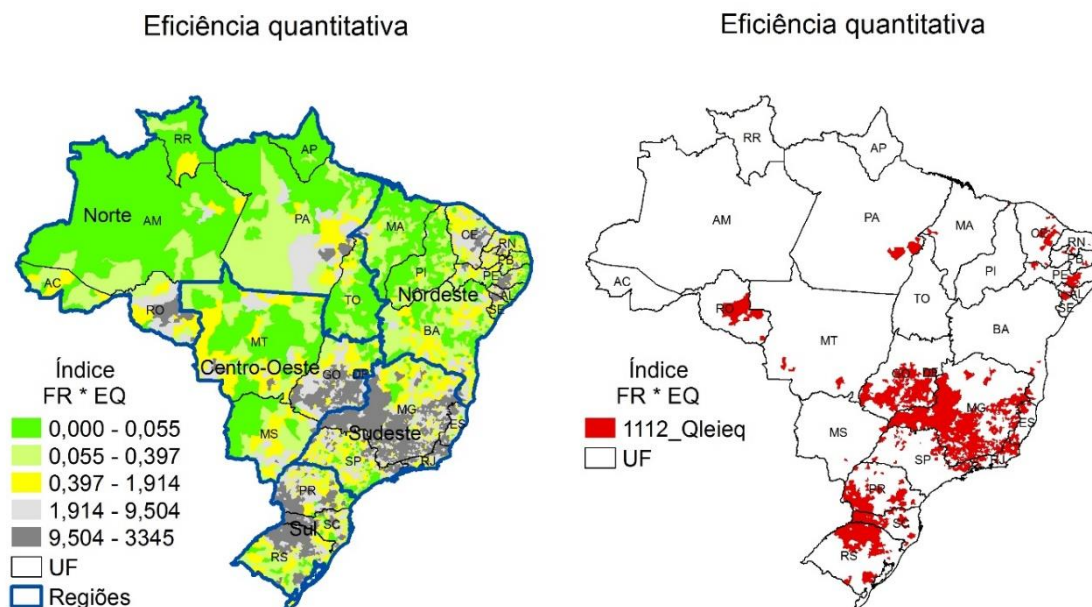 Eficiência quantitativa
RR
AP
Norte
AM
PA
MA
CE
RN
PB
PE
AL
SE
PI
AC
RO
TO
Nordeste
BA
MT
Centro-Oeste
GO
DF
MG
ES
Sudeste
MS
SP
RJ
PR
SC
Sul
RS
Índice
FR * EQ
0,000 - 0,055
0,055 - 0,397
0,397 - 1,914
1,914 - 9,504
9,504 - 3345
UF
Regiões
Eficiência quantitativa
RR
AP
AM
PA
MA
CE
RN
PB
PE
AL
SE
PI
AC
RO
TO
BA
MT
GO
DF
MG
ES
MS
SP
RJ
PR
SC
RS
Índice
FR * EQ
1112_Qleieq
UF